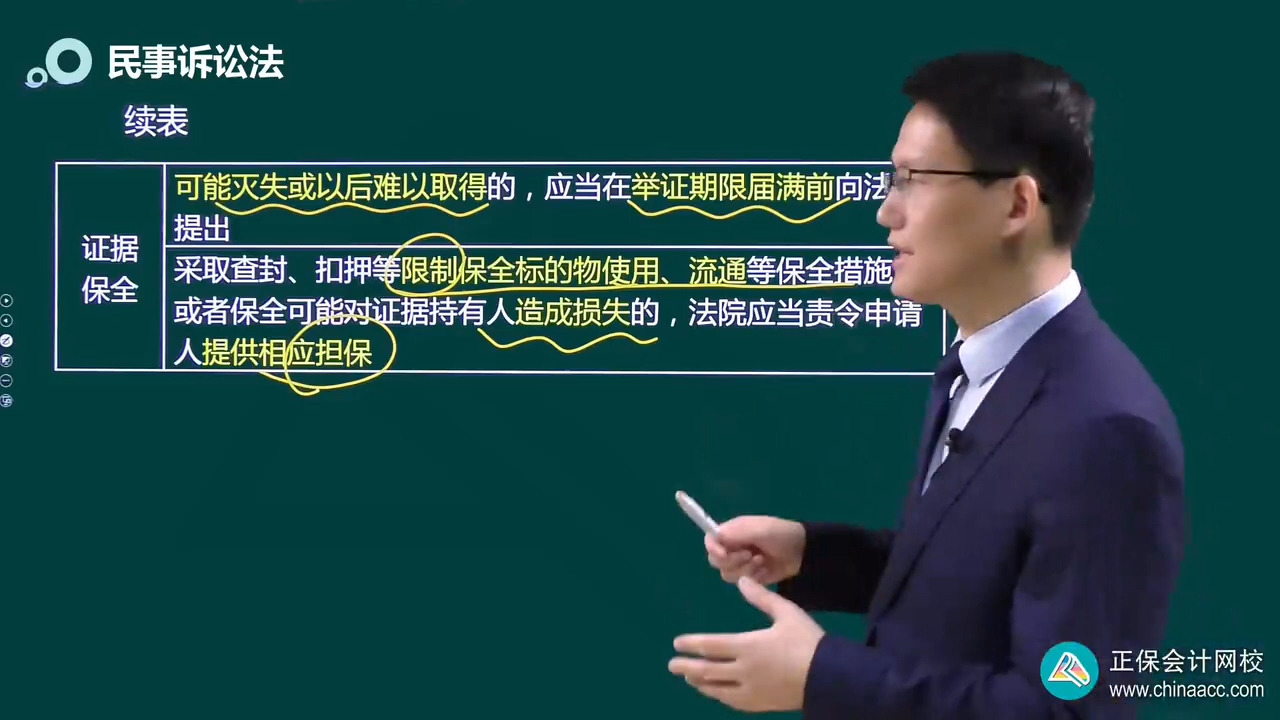 民事诉讼法
续表
证据
保全
可能灭失或以后难以取得的，应当在举证期限届满前向法
提出
采取查封、扣押等限制保全标的物使用、流通等保全措施
或者保全可能对证据持有人造成损失的，法院应当责令申请
人提供相应担保
正保会计网校
www.chinaacc.com